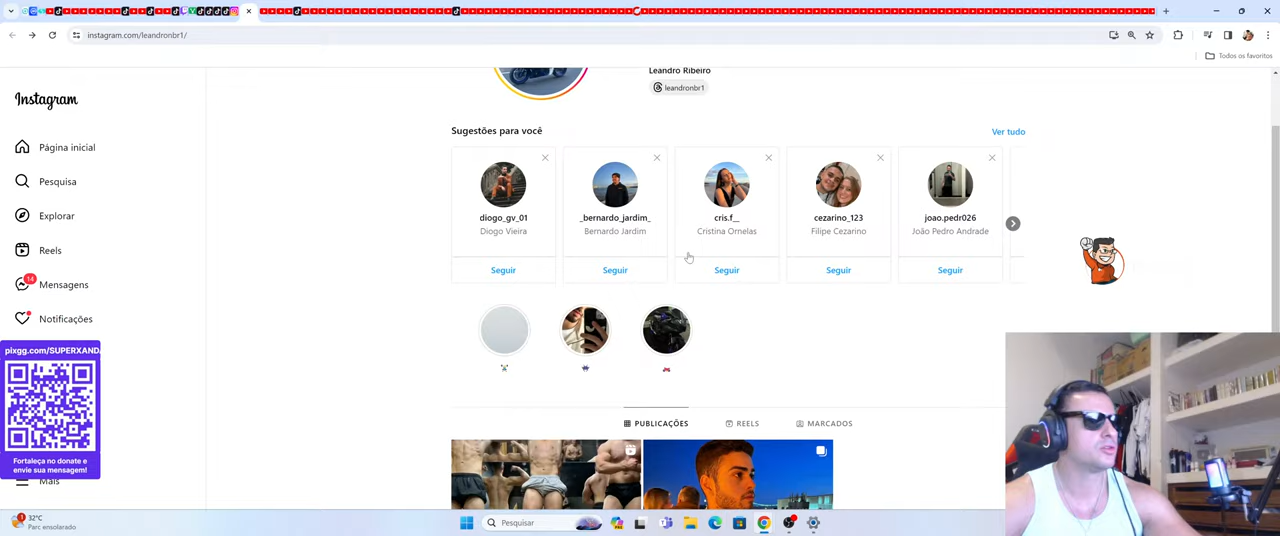 instagram.com/leandronbr1/
Todos os favoritos
Instagram
Leandro Ribeiro
leandronbr1
Sugestões para você
Ver tudo
diogo_gv_01
_bernardo_jardim_
cris.f__
cezarino_123
joao.pedr026
Diogo Vieira
Bernardo Jardim
Cristina Ornelas
Filipe Cezarino
João Pedro Andrade
Seguir
Seguir
Seguir
Seguir
Seguir
Página inicial
Pesquisa
Explorar
Reels
14
Mensagens
Notificações
pixgg.com/SUPERXAND
Fortaleça no donate e
envie sua mensagem!
Mais
PUBLICAÇÕES
REELS
MARCADOS
1
32°C
Parc ensolarado
Pesquisar